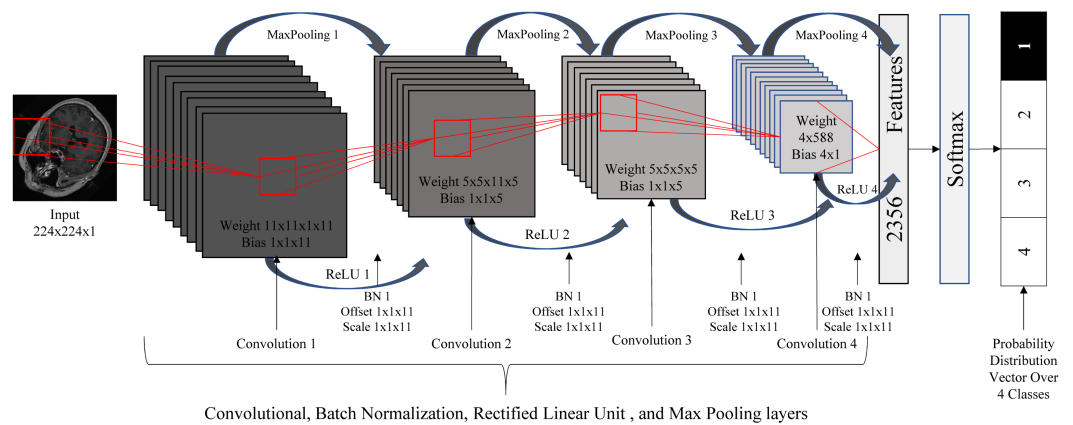 MaxPooling 1
MaxPooling 2
MaxPooling 3
MaxPooling 4
Input
224x224x1
Weight 11x11x1x11
Bias 1x1x11
Weight 5x5x11x5
Bias 1x1x5
Weight 5x5x5x5
Bias 1x1x5
Weight
4x588
Bias 4x1
ReLU 1
ReLU 2
ReLU 3
ReLU 4
BN 1
Offset 1x1x11
Scale 1x1x11
BN 1
Offset 1x1x11
Scale 1x1x11
BN 1
Offset 1x1x11
Scale 1x1x11
BN 1
Offset 1x1x11
Scale 1x1x11
Convolution 1
Convolution 2
Convolution 3
Convolution 4
2356 Features
Softmax
1
2
3
4
Probability
Distribution
Vector Over
4 Classes
Convolutional, Batch Normalization, Rectified Linear Unit , and Max Pooling layers